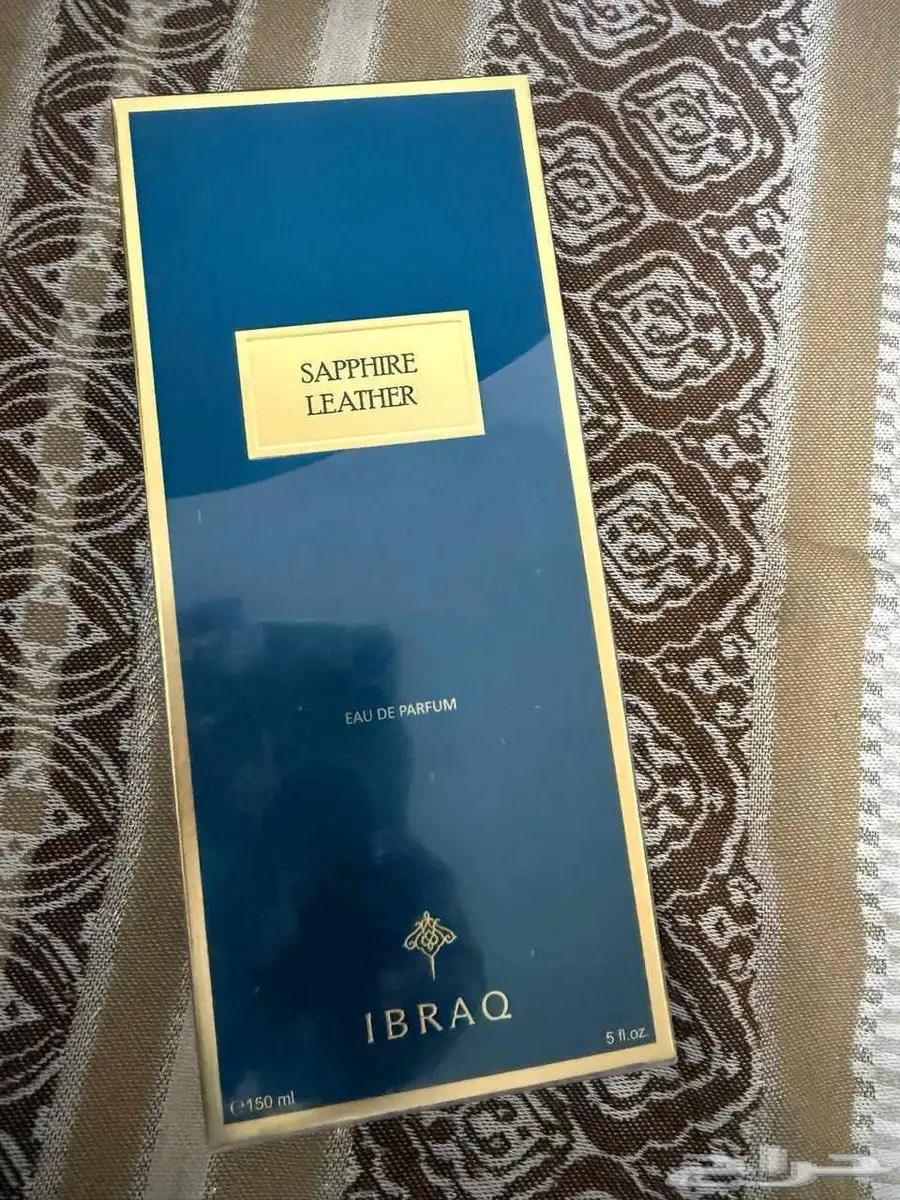 SAPPHIRE
LEATHER
EAU DE PARFUM
IBRAQ
5 fl.oz.
℮150 ml
حراج